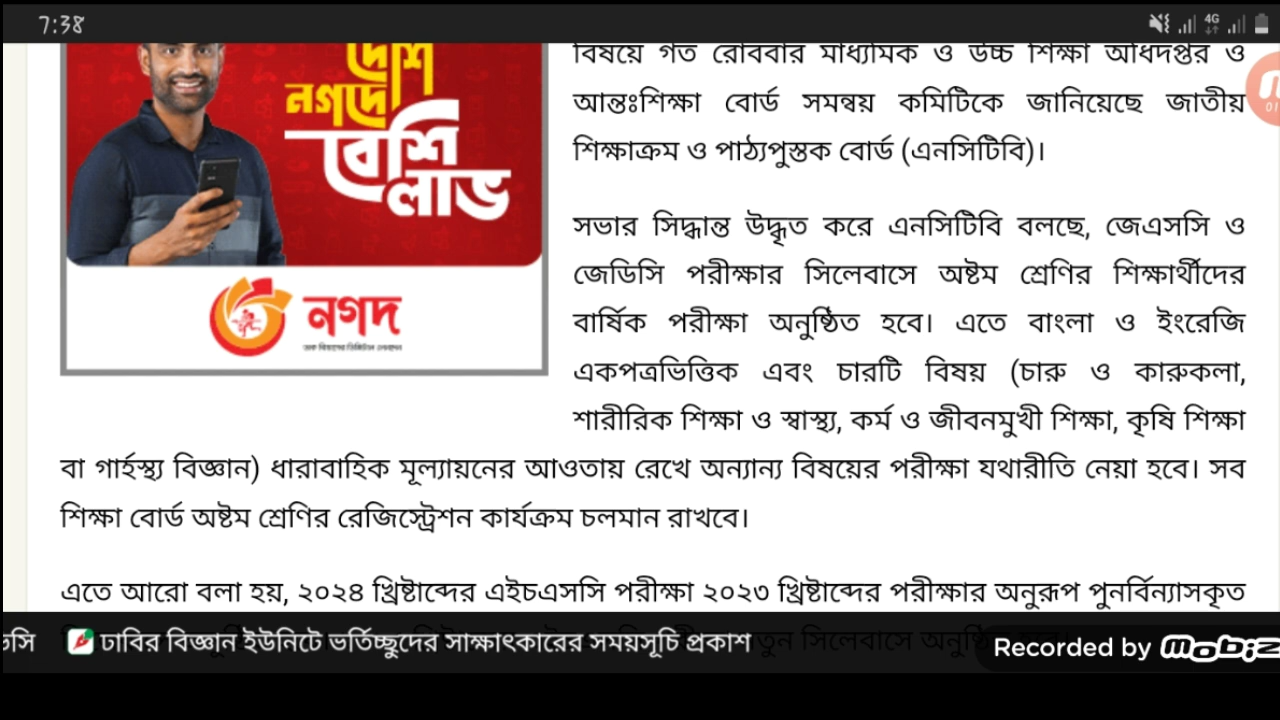 7:38
4G
দেশি
নগদে
বেশি
লাভ
নগদ
বিষয়ে গত রোববার মাধ্যমিক ও উচ্চ শিক্ষা অধিদপ্তর ও
আন্তঃশিক্ষা বোর্ড সমন্বয় কমিটিকে জানিয়েছে জাতীয়
শিক্ষাক্রম ও পাঠ্যপুস্তক বোর্ড (এনসিটিবি)।
সভার সিদ্ধান্ত উদ্ধৃত করে এনসিটিবি বলছে, জেএসসি ও
জেডিসি পরীক্ষার সিলেবাসে অষ্টম শ্রেণির শিক্ষার্থীদের
বার্ষিক পরীক্ষা অনুষ্ঠিত হবে। এতে বাংলা ও ইংরেজি
একপত্রভিত্তিক এবং চারটি বিষয় (চারু ও কারুকলা,
শারীরিক শিক্ষা ও স্বাস্থ্য, কর্ম ও জীবনমুখী শিক্ষা, কৃষি শিক্ষা
বা গার্হস্থ্য বিজ্ঞান) ধারাবাহিক মূল্যায়নের আওতায় রেখে অন্যান্য বিষয়ের পরীক্ষা যথারীতি নেয়া হবে। সব
শিক্ষা বোর্ড অষ্টম শ্রেণির রেজিস্ট্রেশন কার্যক্রম চলমান রাখবে।
এতে আরো বলা হয়, ২০২৪ খ্রিষ্টাব্দের এইচএসসি পরীক্ষা ২০২৩ খ্রিষ্টাব্দের পরীক্ষার অনুরূপ পুনর্বিন্যাসকৃত
ঢাবির বিজ্ঞান ইউনিটে ভর্তিচ্ছুদের সাক্ষাৎকারের সময়সূচি প্রকাশ
সিলেবাসে
Recorded by